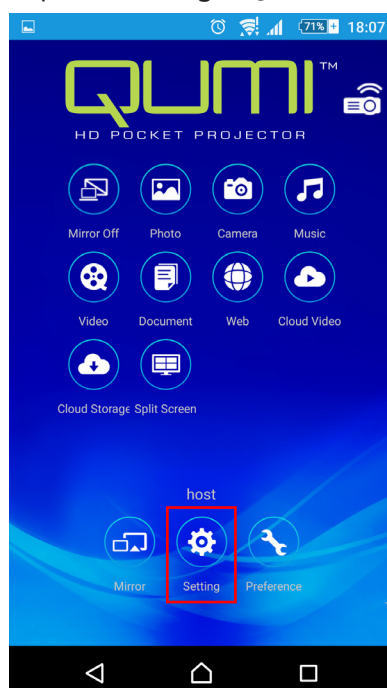 71% 18:07
QUMI™
HD POCKET PROJECTOR
Mirror Off Photo Camera Music
Video Document Web Cloud Video
Cloud Storage Split Screen
host
Mirror Setting Preference